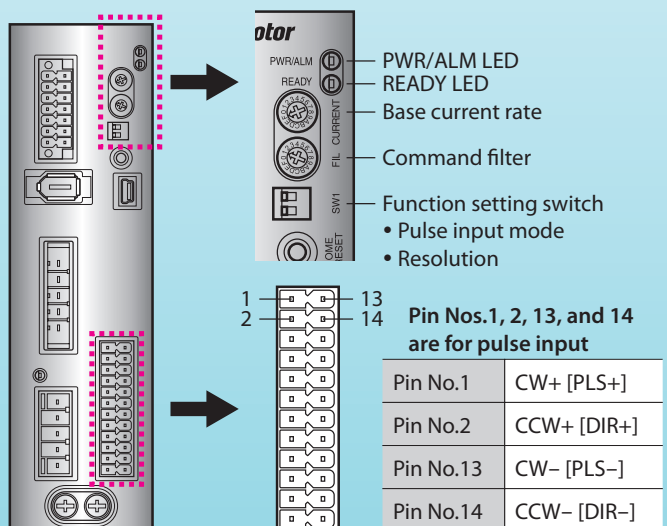 otor
PWR/ALM
READY
CURRENT
FIL
SW1
PWR/ALM LED
READY LED
Base current rate
Command filter
Function setting switch
• Pulse input mode
• Resolution
1
13
2
14
Pin Nos.1, 2, 13, and 14
are for pulse input
Pin No.1 CW+ [PLS+]
Pin No.2 CCW+ [DIR+]
Pin No.13 CW– [PLS–]
Pin No.14 CCW– [DIR–]